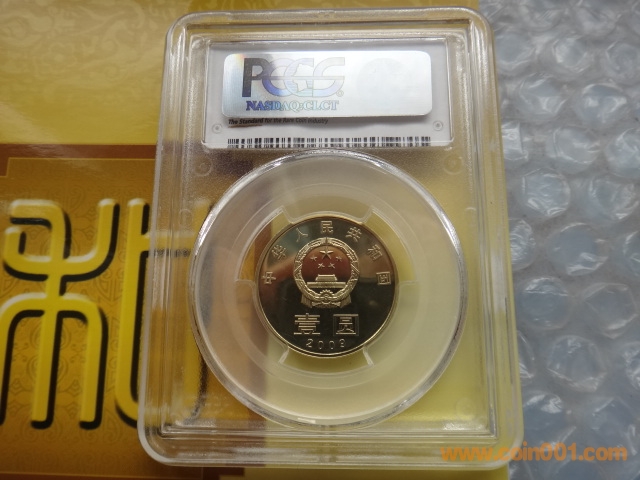 PCGS
NASDAQ:CLCT
The Standard for the Rare Coin Industry
中华人民共和国
壹圆
2009
和
www.coin001.com